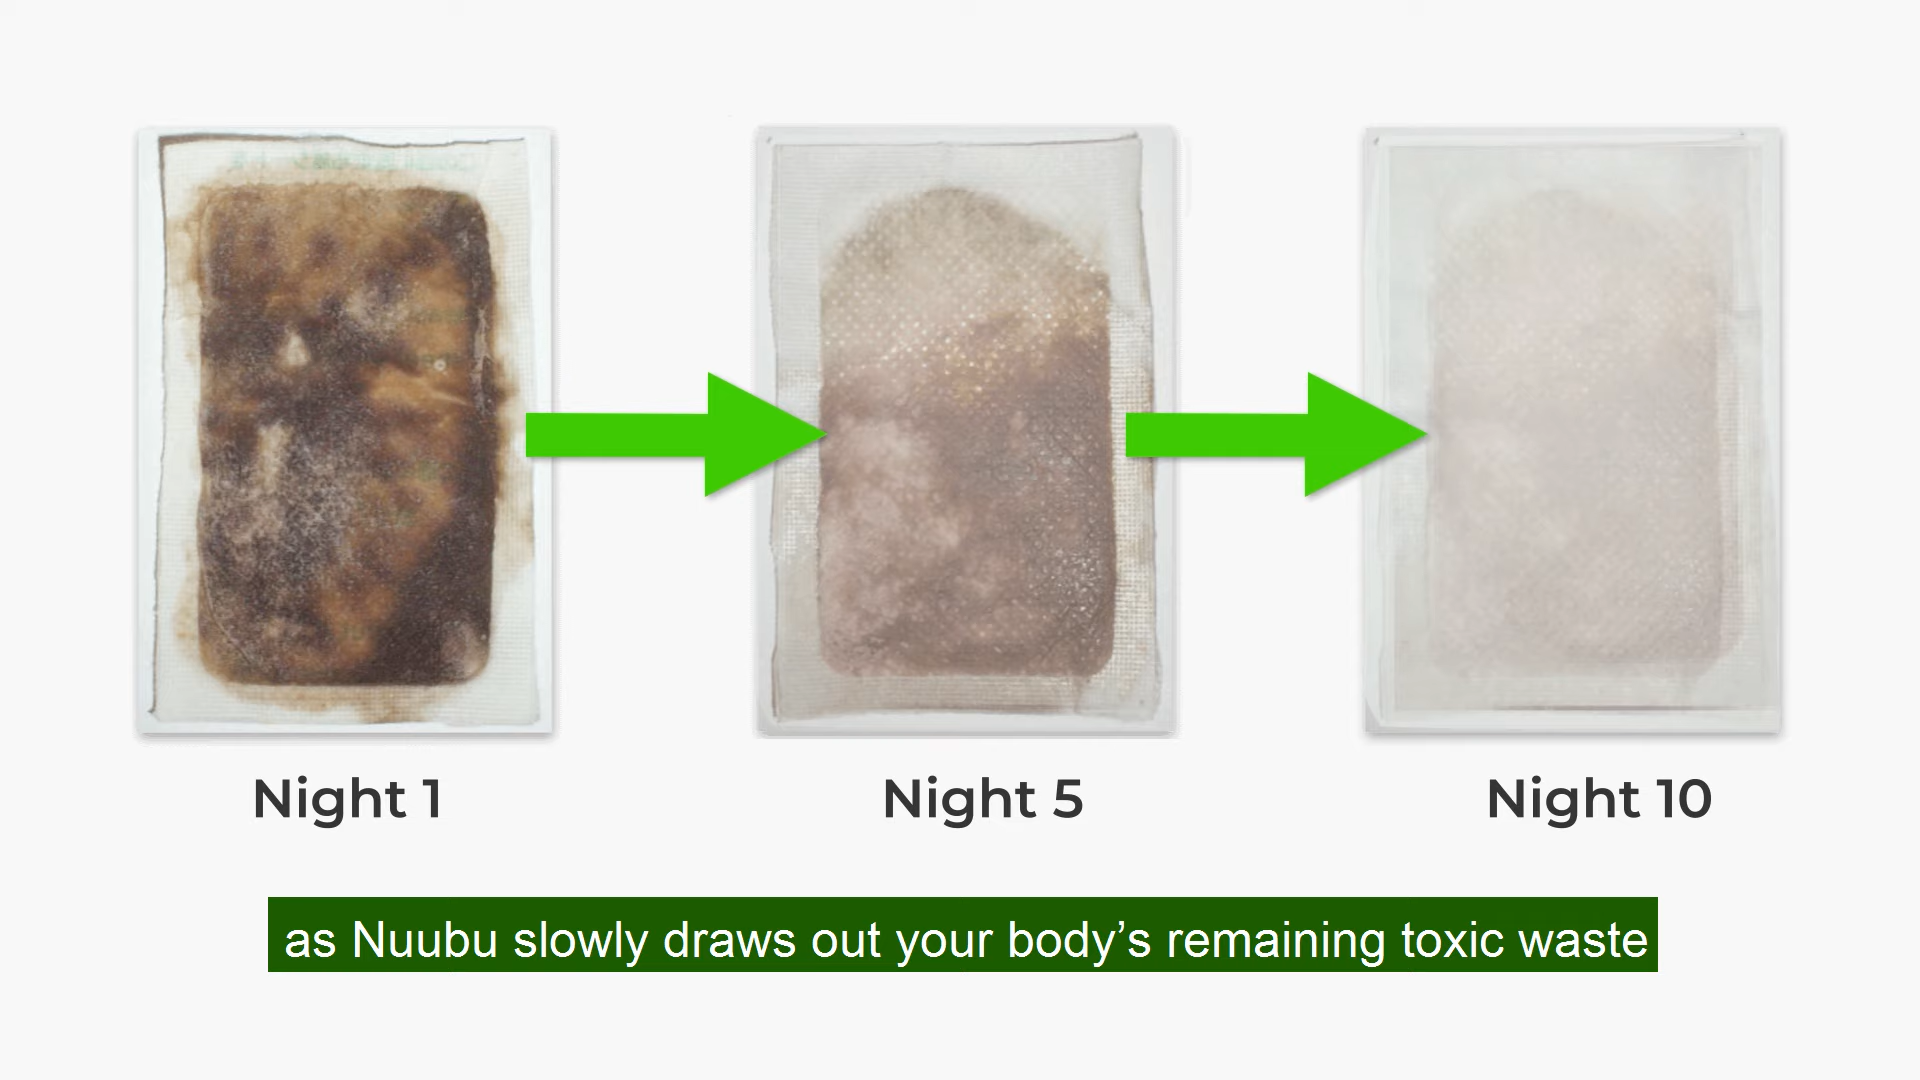 Night 1
Night 5
Night 10
as Nuubu slowly draws out your body’s remaining toxic waste